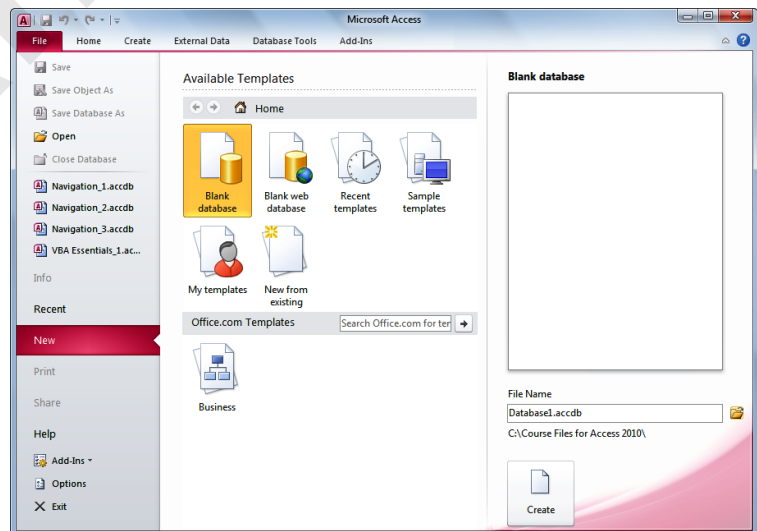 Microsoft Access
File Home Create External Data Database Tools Add-Ins
Save
Save Object As
Save Database As
Open
Close Database
Navigation_1.accdb
Navigation_2.accdb
Navigation_3.accdb
VBA Essentials_1.ac...
Info
Recent
New
Print
Share
Help
Add-Ins
Options
Exit
Available Templates
Home
Blank database
Blank web database
Recent templates
Sample templates
My templates
New from existing
Office.com Templates
Search Office.com for ter
Business
Blank database
File Name
Database1.accdb
C:\Course Files for Access 2010\
Create